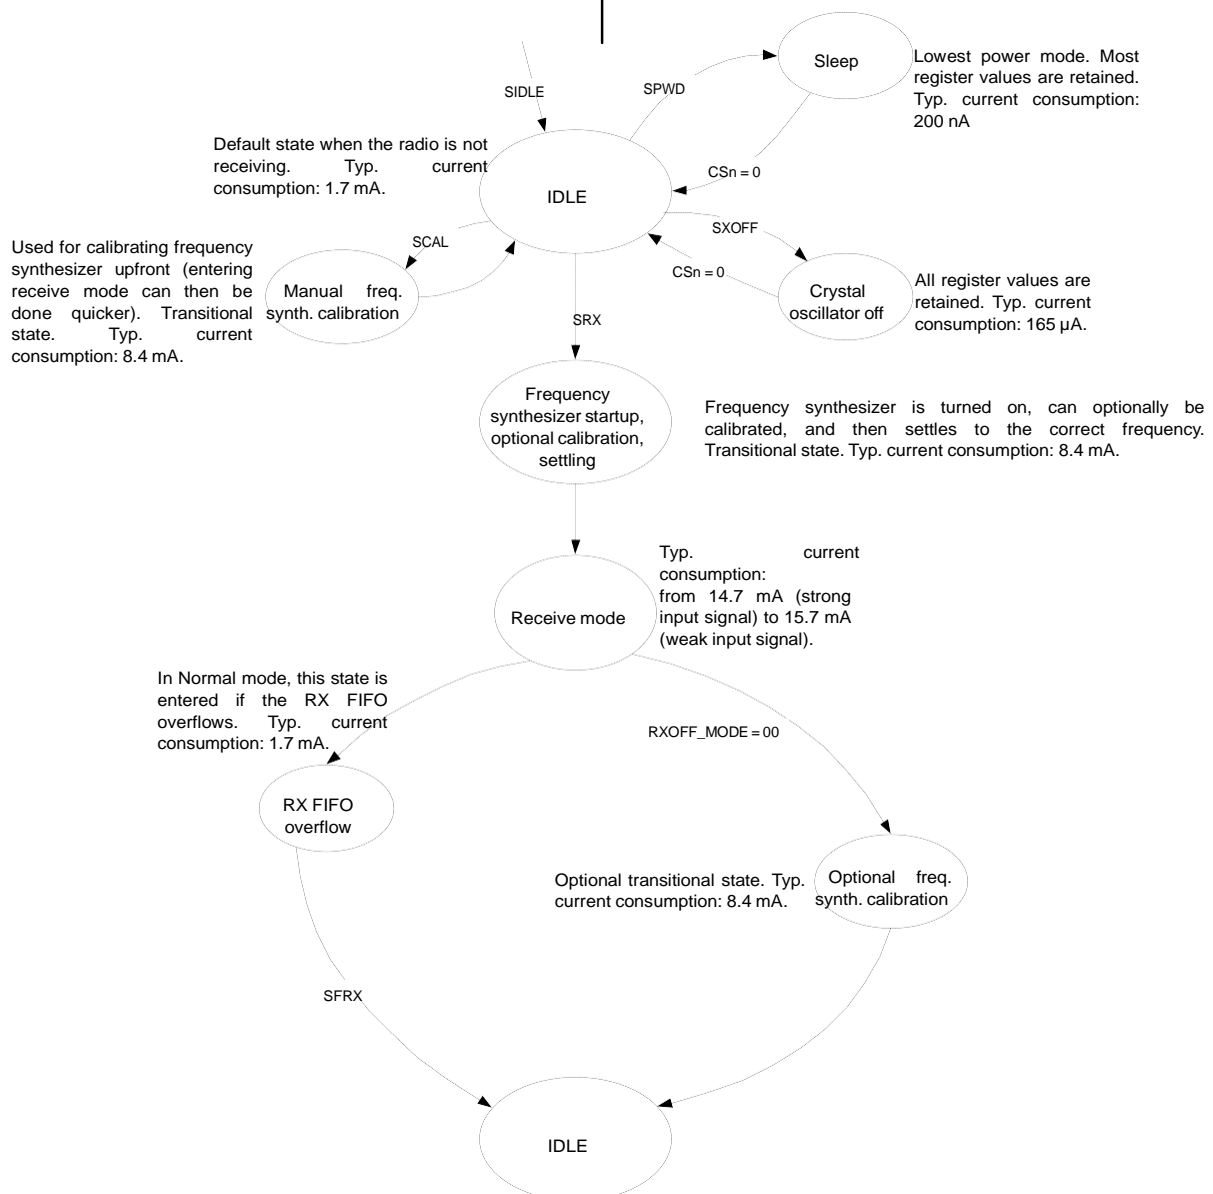 Sleep
Lowest power mode. Most
register values are retained.
Typ. current consumption:
200 nA
SIDLE
SPWD
Default state when the radio is not
receiving. Typ. current
consumption: 1.7 mA.
CSn = 0
IDLE
SXOFF
SCAL
Used for calibrating frequency
synthesizer upfront (entering
receive mode can then be
done quicker). Transitional
state. Typ. current
consumption: 8.4 mA.
Manual freq.
synth. calibration
CSn = 0
Crystal
oscillator off
All register values are
retained. Typ. current
consumption: 165 µA.
SRX
Frequency
synthesizer startup,
optional calibration,
settling
Frequency synthesizer is turned on, can optionally be
calibrated, and then settles to the correct frequency.
Transitional state. Typ. current consumption: 8.4 mA.
Receive mode
Typ. current
consumption:
from 14.7 mA (strong
input signal) to 15.7 mA
(weak input signal).
In Normal mode, this state is
entered if the RX FIFO
overflows. Typ. current
consumption: 1.7 mA.
RXOFF_MODE = 00
RX FIFO
overflow
Optional transitional state. Typ.
current consumption: 8.4 mA.
Optional freq.
synth. calibration
SFRX
IDLE